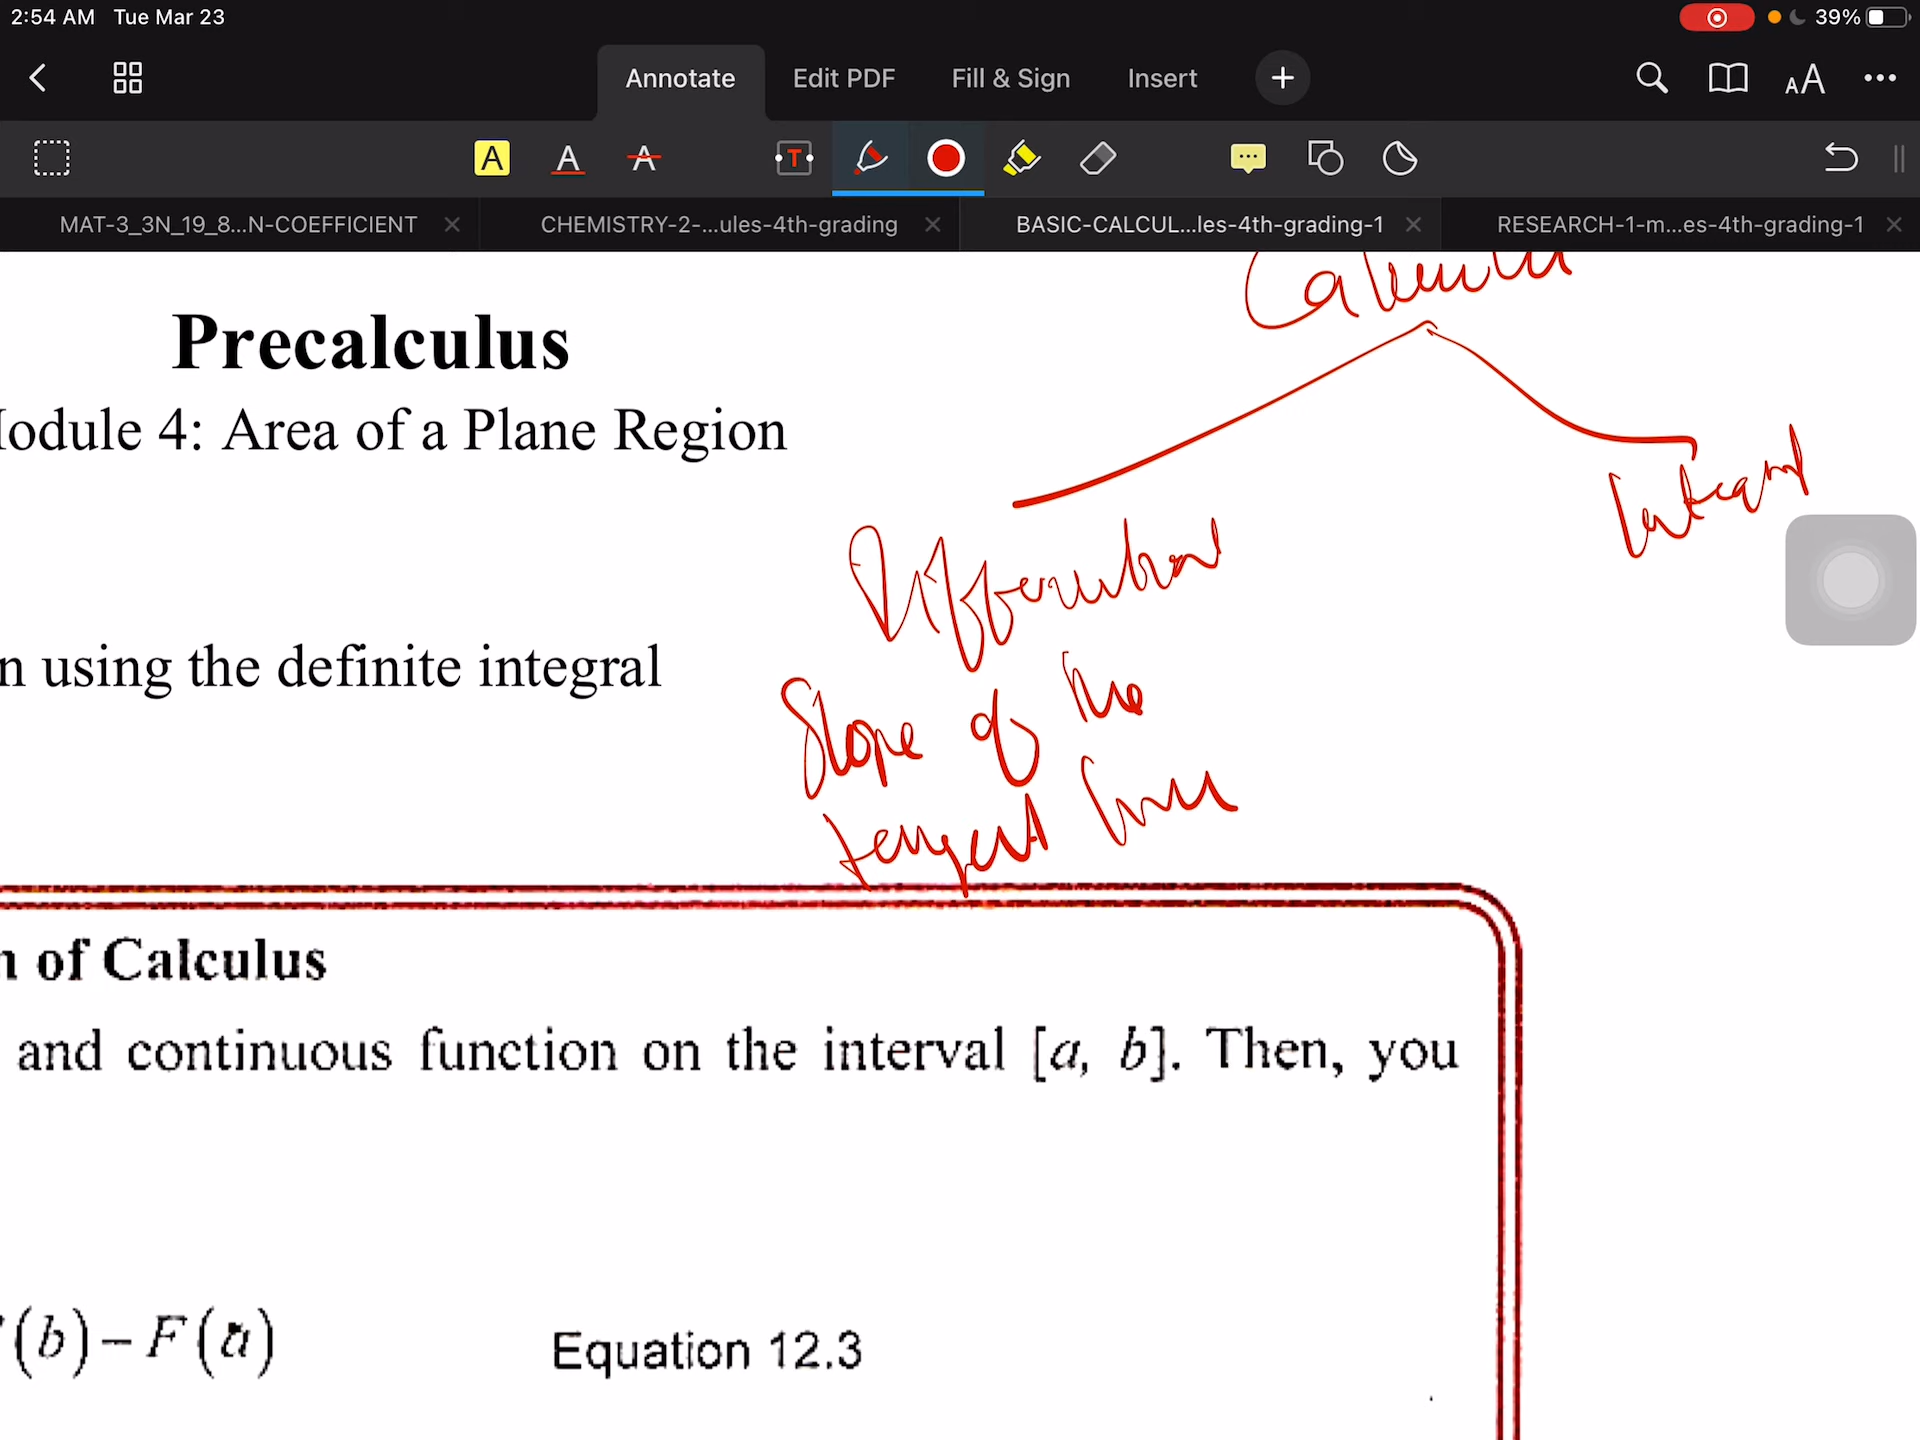 2:54 AM Tue Mar 23
39%
Annotate Edit PDF Fill & Sign Insert
AA
A A A T
MAT-3_3N_19_8...N-COEFFICIENT CHEMISTRY-2-...ules-4th-grading BASIC-CALCUL...les-4th-grading-1 RESEARCH-1-m...es-4th-grading-1
Precalculus
odule 4: Area of a Plane Region
Differential
n using the definite integral
Slope of the
tangent line
of Calculus
and continuous function on the interval [a, b]. Then, you
(b) – F(a)
Equation 12.3